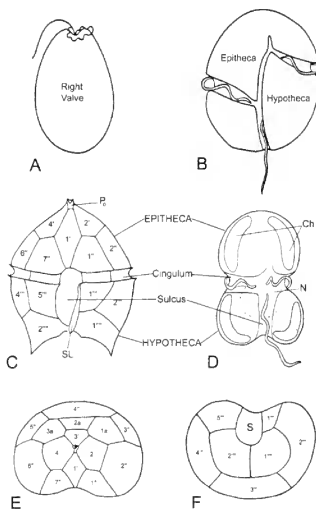 Right
Valve
A
Epitheca
Hypotheca
B
Po
4' 2'
1'
6" 7" 1" 2"
EPITHECA
Ch
Cingulum
4''' 5''' 1''' 2'''
Sulcus
N
2'''' 1''''
HYPOTHECA
SL
C
D
4"
2a
5" 3a 3' 1a 3"
4 2
6" 1' 2"
7" 1"
E
S
5''' 1'''
4''' 2'''' 1'''' 2'''
3'''
F